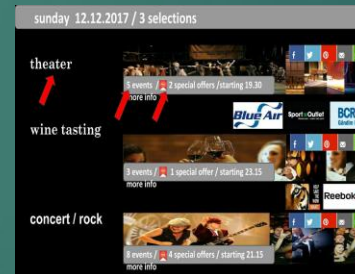 sunday 12.12.2017 / 3 selections
theater
5 events / 2 special offers / starting 19.30
more info
Blue Air
Sport Outlet
BCR
wine tasting
3 events / 1 special offer / starting 23.15
more info
Reebok
concert / rock
8 events / 4 special offers / starting 21.15
more info